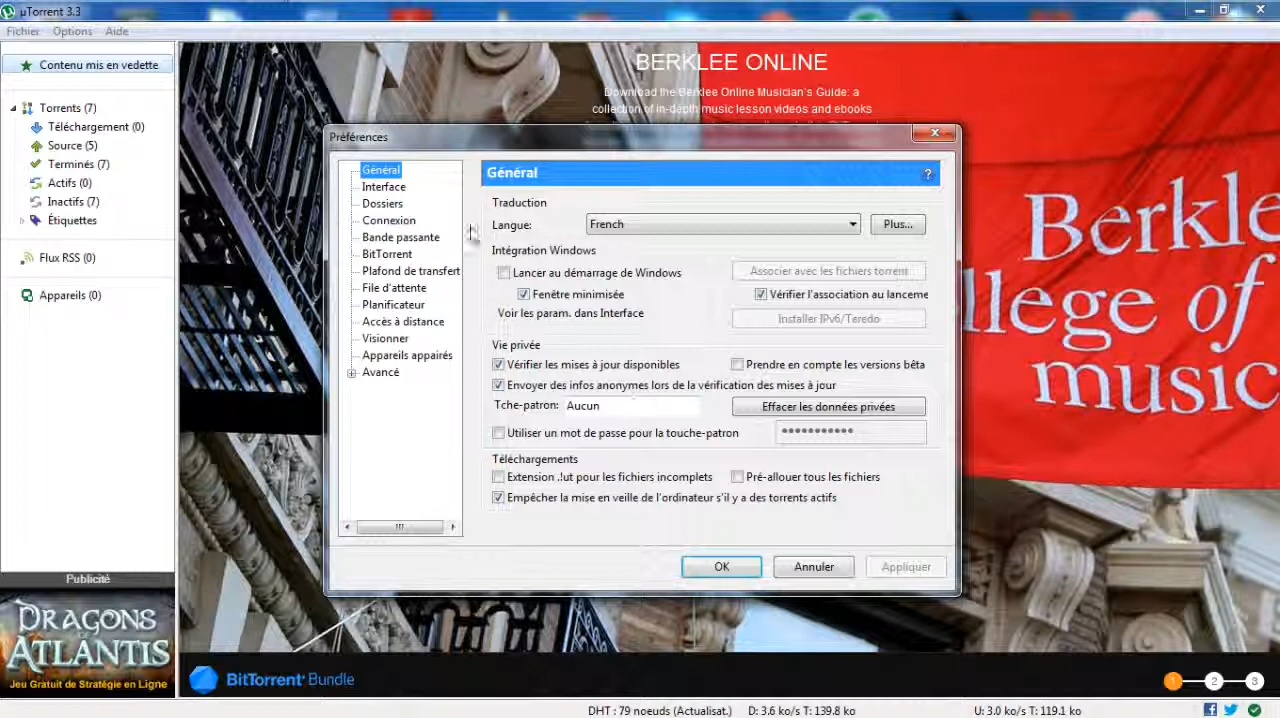 µTorrent 3.3
Fichier Options Aide
Contenu mis en vedette
Torrents (7)
Téléchargement (0)
Source (5)
Terminés (7)
Actifs (0)
Inactifs (7)
Étiquettes
Flux RSS (0)
Appareils (0)
Publicité
DRAGONS
OF
ATLANTIS
Jeu Gratuit de Stratégie en Ligne
BERKLEE ONLINE
Download the Berklee Online Musician's Guide: a
collection of in-depth music lesson videos and ebooks
Berkle
llege of
music
Préférences
Général
Interface
Dossiers
Connexion
Bande passante
BitTorrent
Plafond de transfert
File d'attente
Planificateur
Accès à distance
Visionner
Appareils appairés
Avancé
Général ?
Traduction
Langue: French Plus...
Intégration Windows
Lancer au démarrage de Windows Associer avec les fichiers torrent
Fenêtre minimisée Vérifier l'association au lanceme
Voir les param. dans Interface Installer IPv6/Teredo
Vie privée
Vérifier les mises à jour disponibles Prendre en compte les versions bêta
Envoyer des infos anonymes lors de la vérification des mises à jour
Tche-patron: Aucun Effacer les données privées
Utiliser un mot de passe pour la touche-patron •••••••••••
Téléchargements
Extension .!ut pour les fichiers incomplets Pré-allouer tous les fichiers
Empêcher la mise en veille de l'ordinateur s'il y a des torrents actifs
OK Annuler Appliquer
BitTorrent Bundle
1 2 3
DHT : 79 noeuds (Actualisat.) D: 3.6 ko/s T: 139.8 ko U: 3.0 ko/s T: 119.1 ko